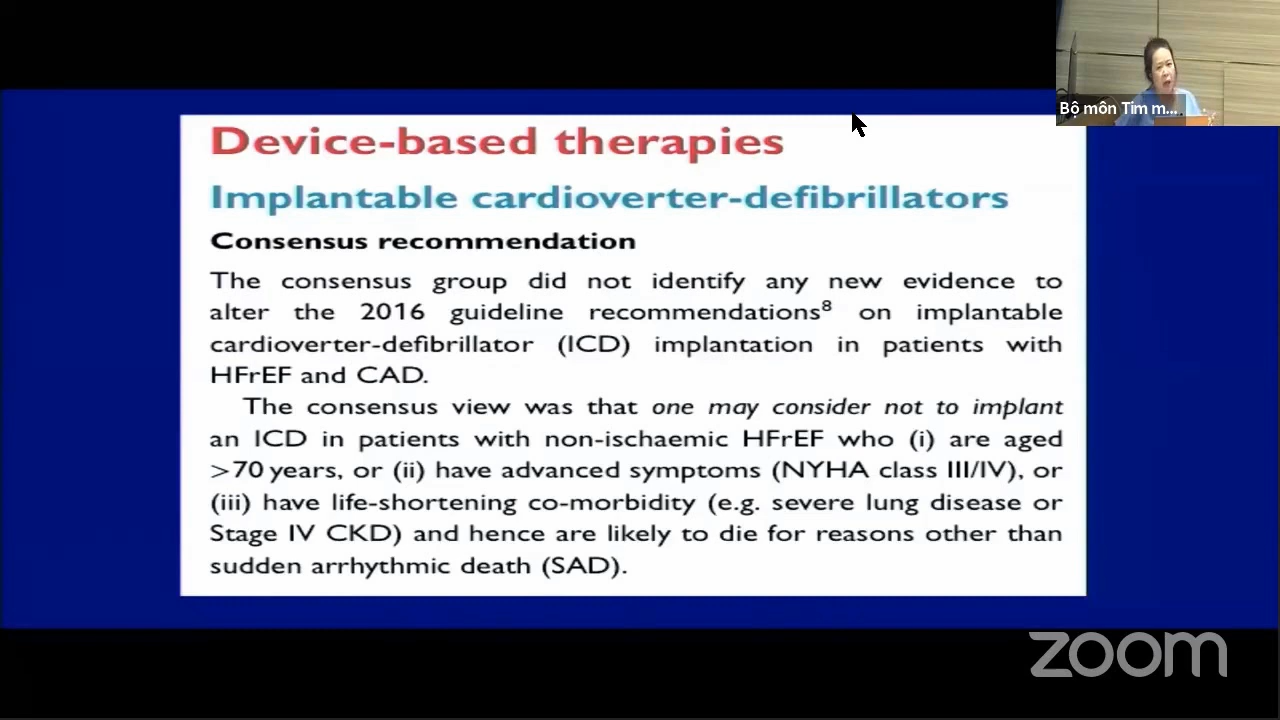 Bộ môn Tim m...
Device-based therapies
Implantable cardioverter-defibrillators
Consensus recommendation
The consensus group did not identify any new evidence to
alter the 2016 guideline recommendations⁸ on implantable
cardioverter-defibrillator (ICD) implantation in patients with
HFrEF and CAD.
The consensus view was that one may consider not to implant
an ICD in patients with non-ischaemic HFrEF who (i) are aged
>70 years, or (ii) have advanced symptoms (NYHA class III/IV), or
(iii) have life-shortening co-morbidity (e.g. severe lung disease or
Stage IV CKD) and hence are likely to die for reasons other than
sudden arrhythmic death (SAD).
zoom